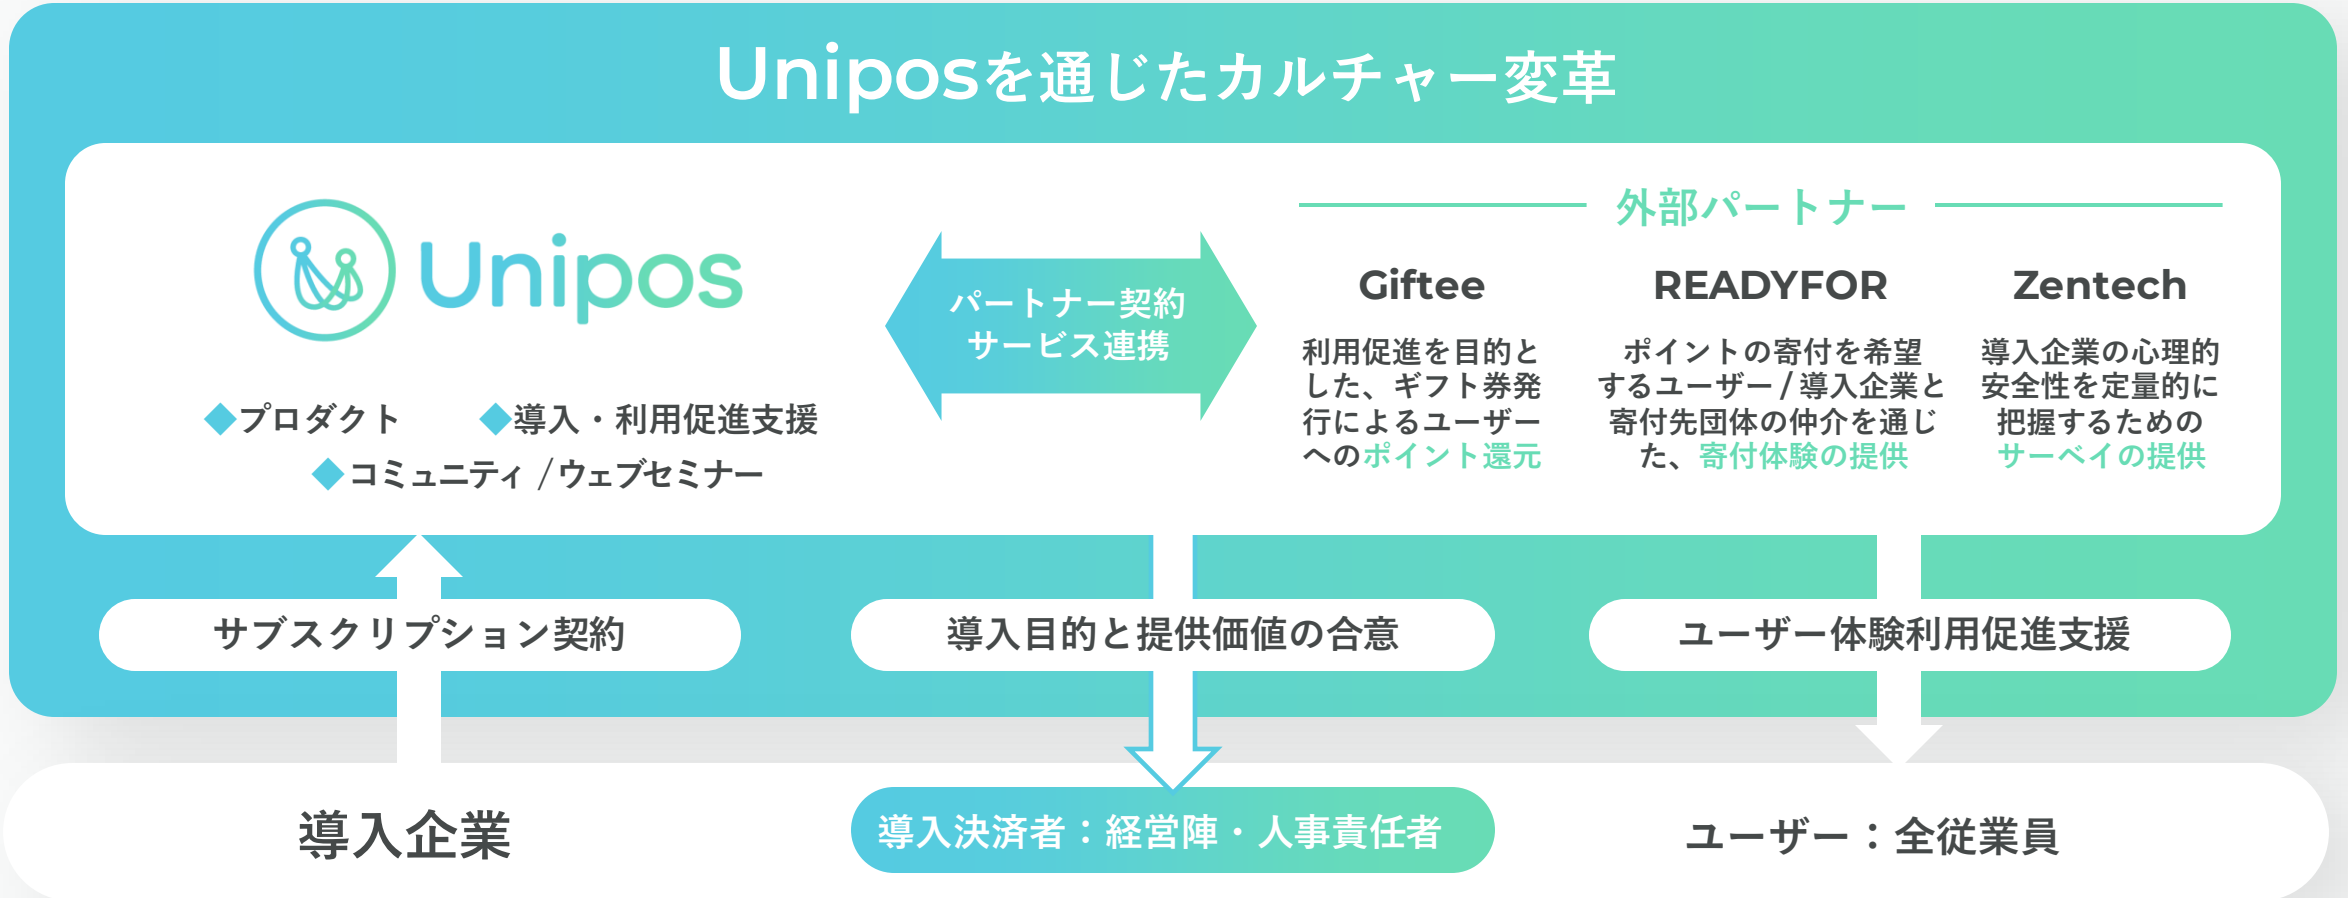 Uniposを通じたカルチャー変革
Unipos
◆プロダクト
◆導入・利用促進支援
◆コミュニティ /ウェブセミナー
パートナー契約
サービス連携
外部パートナー
Giftee
利用促進を目的と
した、ギフト券発
行によるユーザー
へのポイント還元
READYFOR
ポイントの寄付を希望
するユーザー / 導入企業と
寄付先団体の仲介を通じ
た、寄付体験の提供
Zentech
導入企業の心理的
安全性を定量的に
把握するための
サーベイの提供
サブスクリプション契約
導入目的と提供価値の合意
ユーザー体験利用促進支援
導入企業
導入決済者：経営陣・人事責任者
ユーザー：全従業員